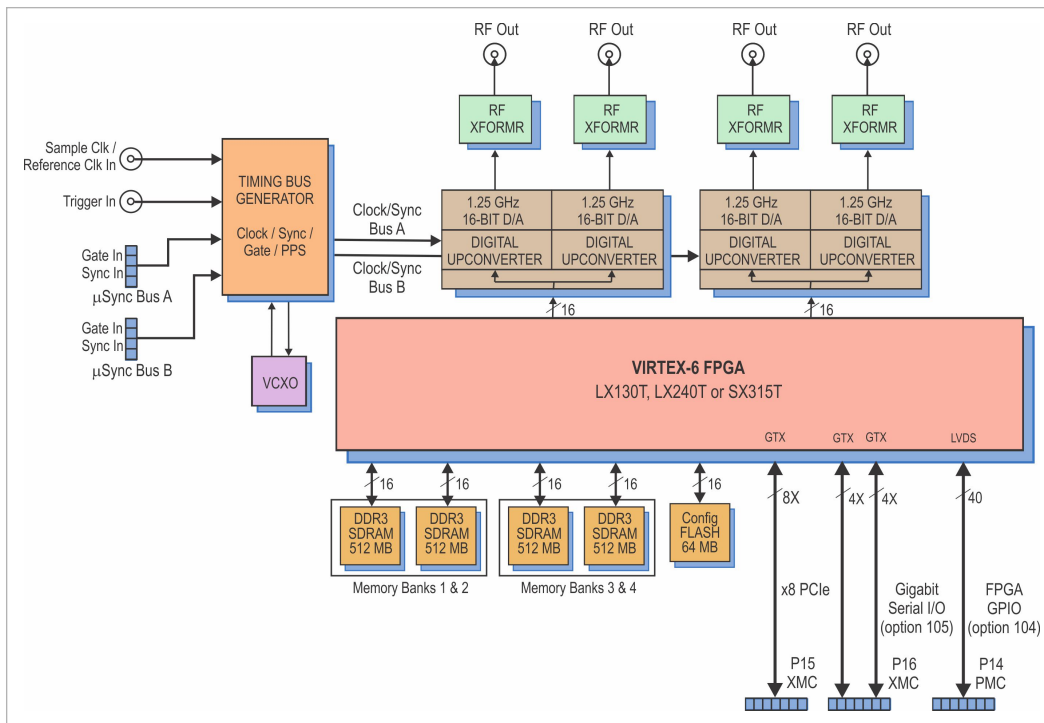 RF Out
RF Out
RF Out
RF Out
RF
XFORMR
RF
XFORMR
RF
XFORMR
RF
XFORMR
Sample Clk /
Reference Clk In
Trigger In
Gate In
Sync In
μSync Bus A
Gate In
Sync In
μSync Bus B
TIMING BUS
GENERATOR
Clock / Sync /
Gate / PPS
VCXO
Clock/Sync
Bus A
Clock/Sync
Bus B
1.25 GHz
16-BIT D/A
DIGITAL
UPCONVERTER
1.25 GHz
16-BIT D/A
DIGITAL
UPCONVERTER
1.25 GHz
16-BIT D/A
DIGITAL
UPCONVERTER
1.25 GHz
16-BIT D/A
DIGITAL
UPCONVERTER
16
16
VIRTEX-6 FPGA
LX130T, LX240T or SX315T
GTX
GTX
GTX
LVDS
16
16
16
16
16
8X
4X
4X
40
DDR3
SDRAM
512 MB
DDR3
SDRAM
512 MB
DDR3
SDRAM
512 MB
DDR3
SDRAM
512 MB
Config
FLASH
64 MB
Memory Banks 1 & 2
Memory Banks 3 & 4
x8 PCIe
Gigabit
Serial I/O
(option 105)
FPGA
GPIO
(option 104)
P15
XMC
P16
XMC
P14
PMC